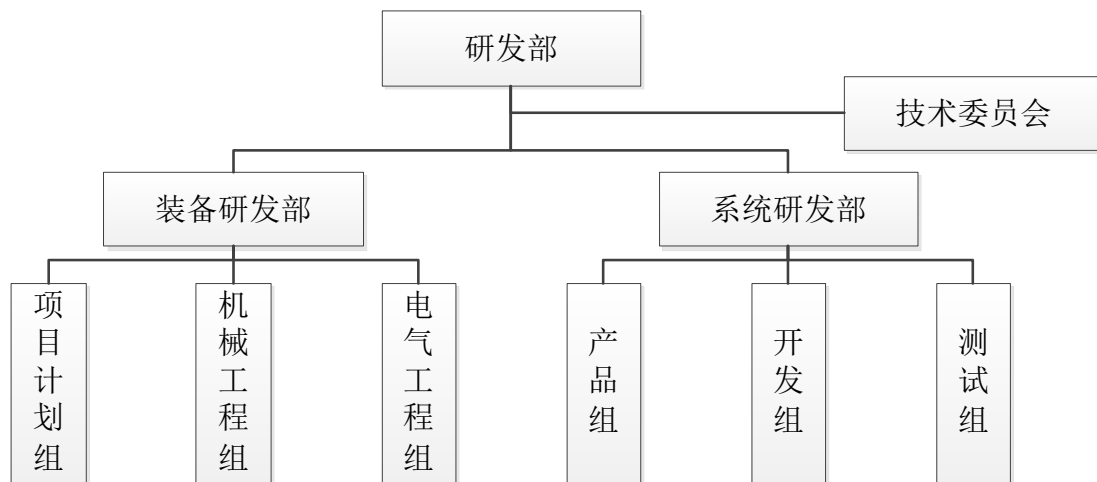 研发部
技术委员会
装备研发部
系统研发部
项目计划组
机械工程组
电气工程组
产品组
开发组
测试组